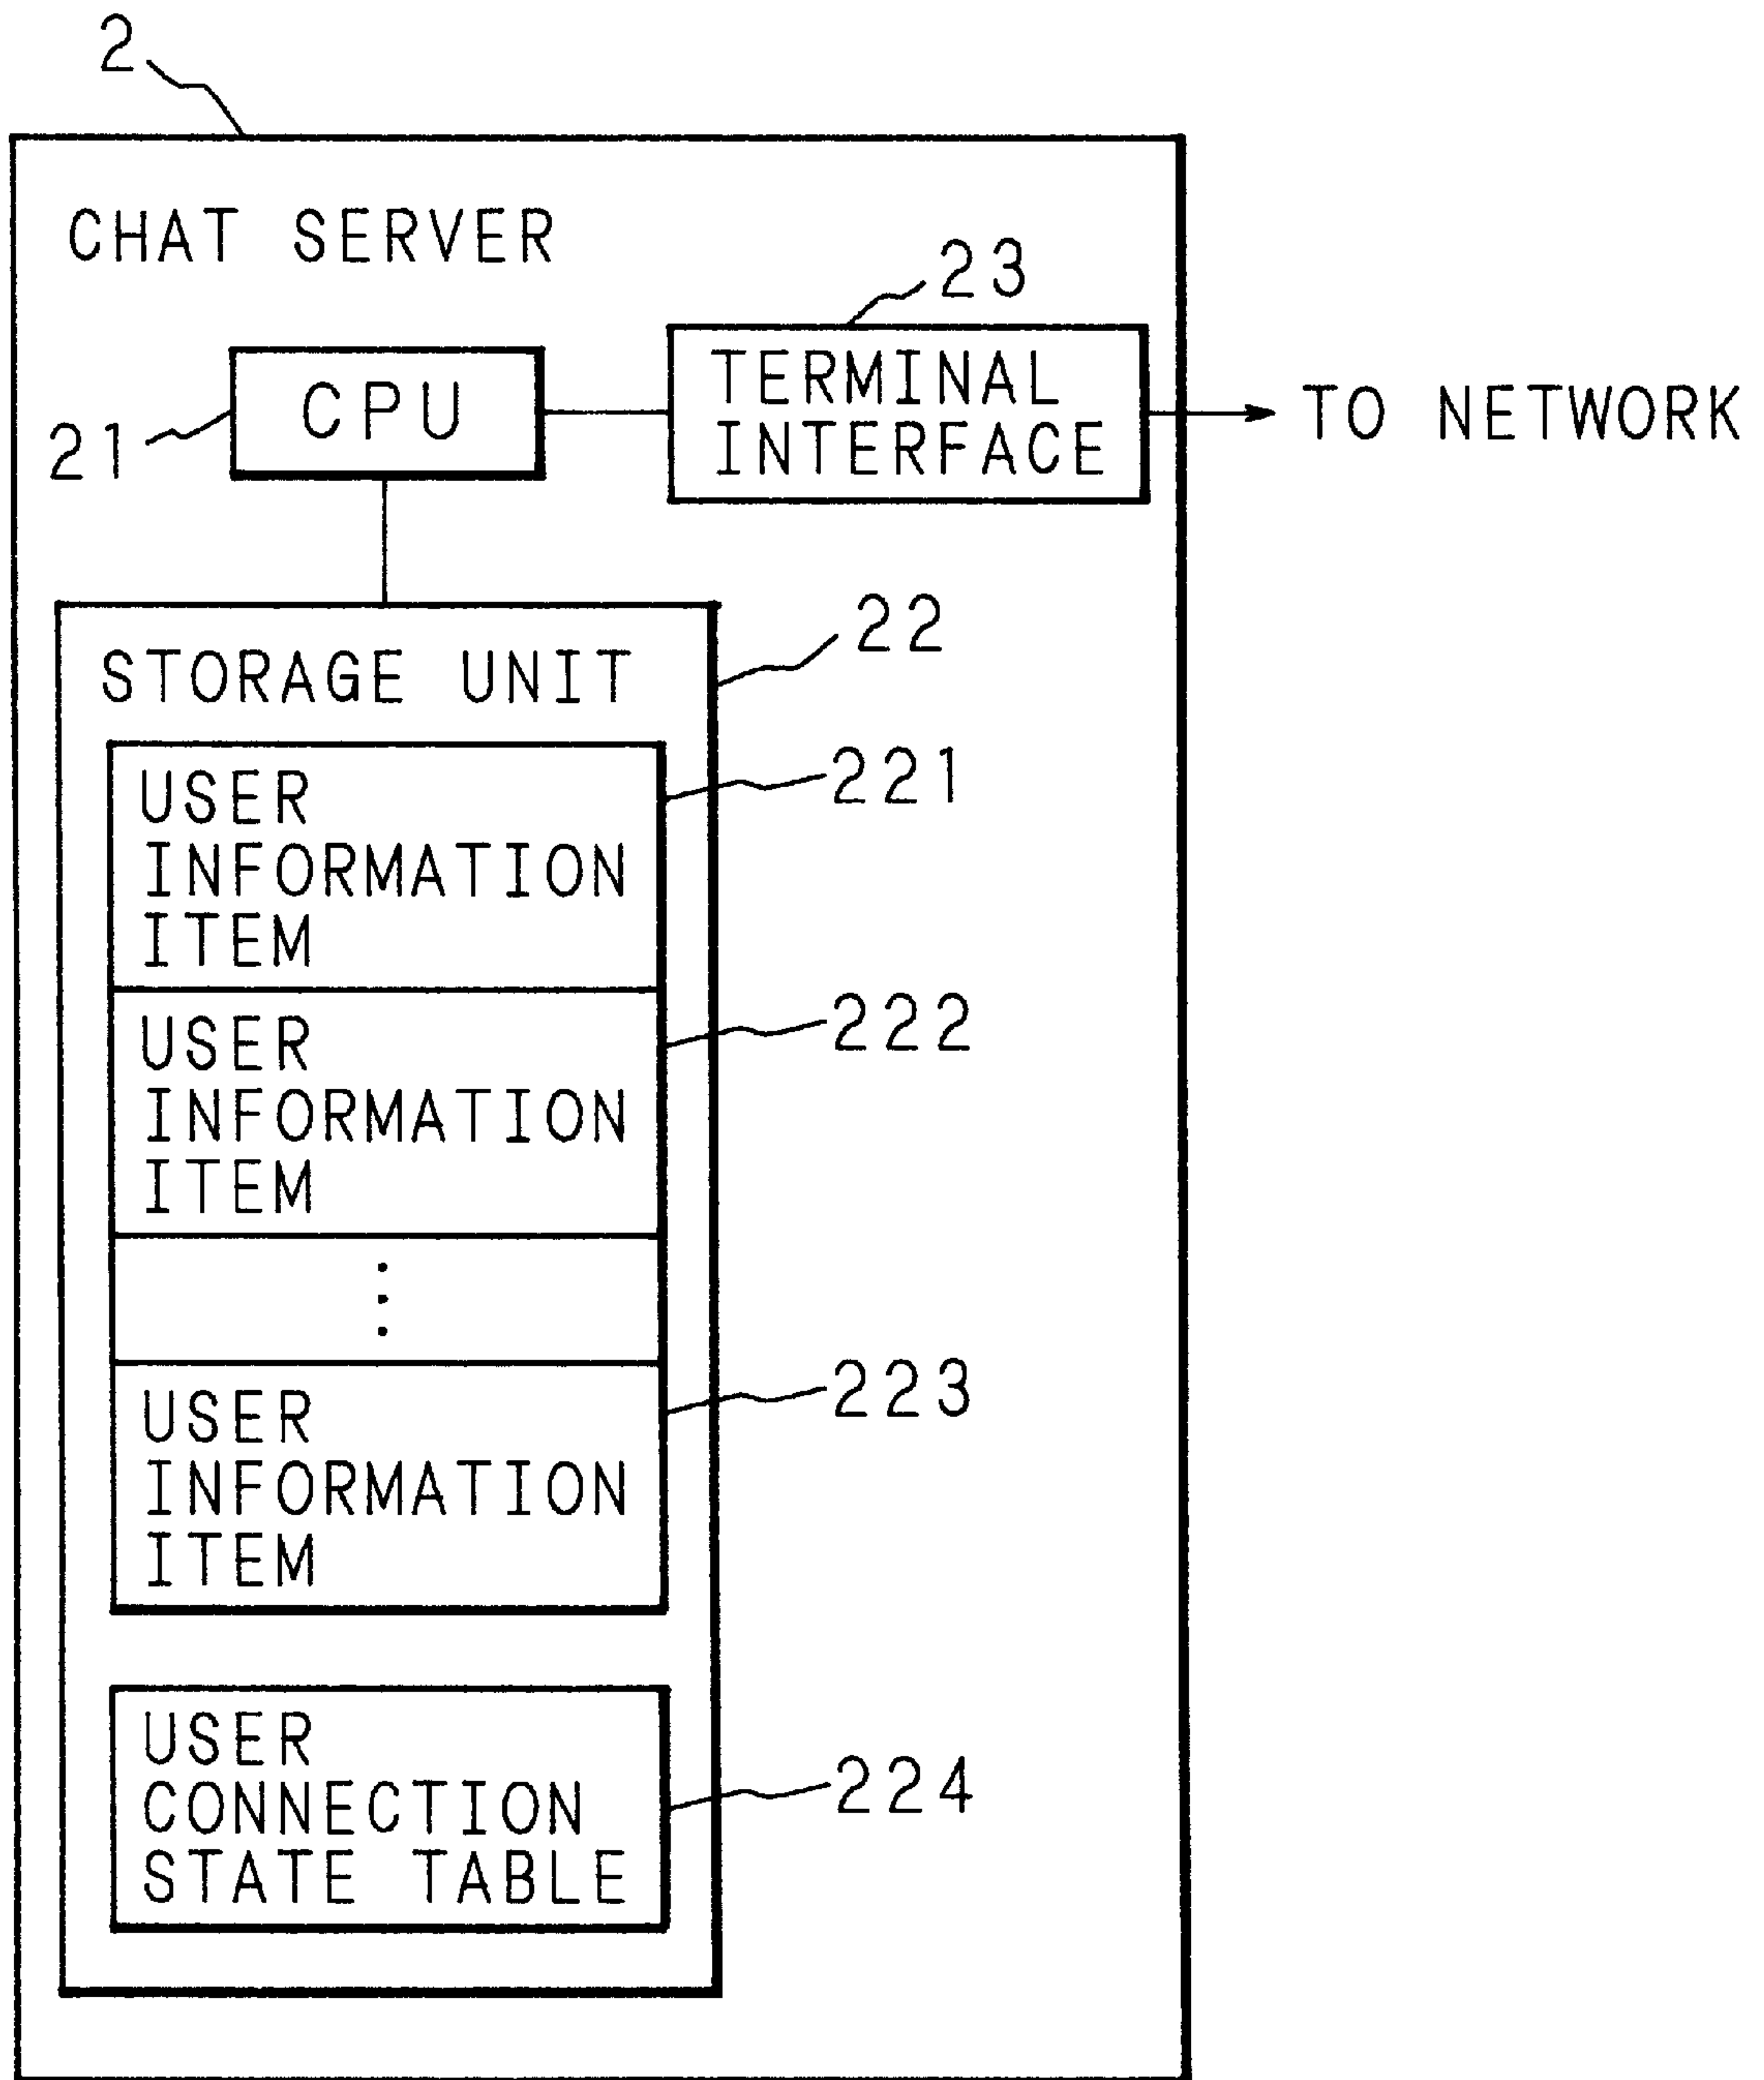 2
CHAT SERVER
23
TERMINAL
INTERFACE
CPU
21
TO NETWORK
22
STORAGE UNIT
USER
INFORMATION
ITEM
221
USER
INFORMATION
ITEM
222
⋮
USER
INFORMATION
ITEM
223
USER
CONNECTION
STATE TABLE
224